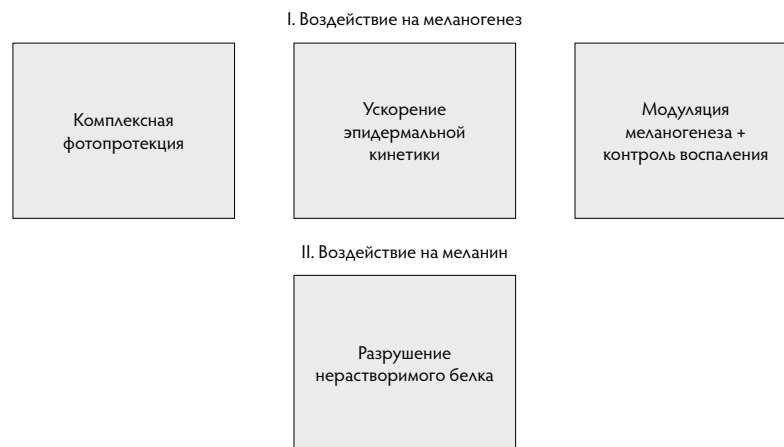 I. Воздействие на меланогенез
Комплексная
фотопротекция
Ускорение
эпидермальной
кинетики
Модуляция
меланогенеза +
контроль воспаления
II. Воздействие на меланин
Разрушение
нерастворимого белка